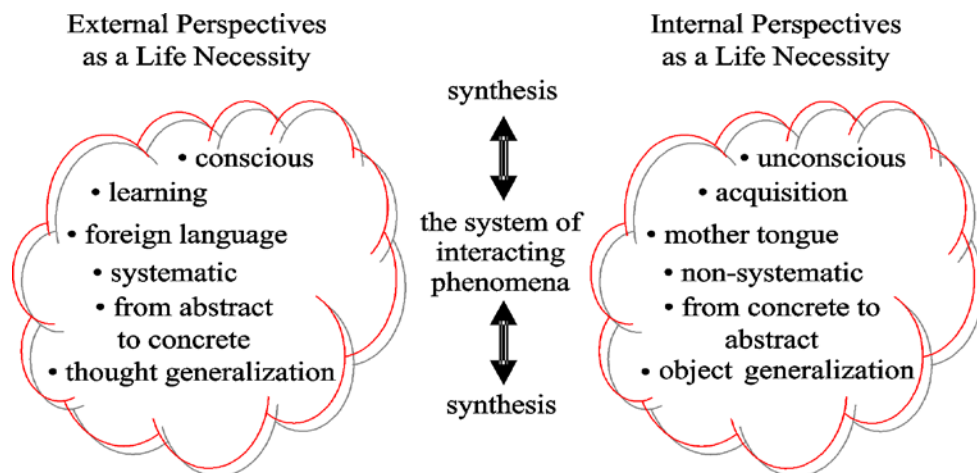 External Perspectives
as a Life Necessity
• conscious
• learning
• foreign language
• systematic
• from abstract
to concrete
• thought generalization
synthesis
the system of
interacting
phenomena
synthesis
Internal Perspectives
as a Life Necessity
• unconscious
• acquisition
• mother tongue
• non-systematic
• from concrete to
abstract
• object generalization